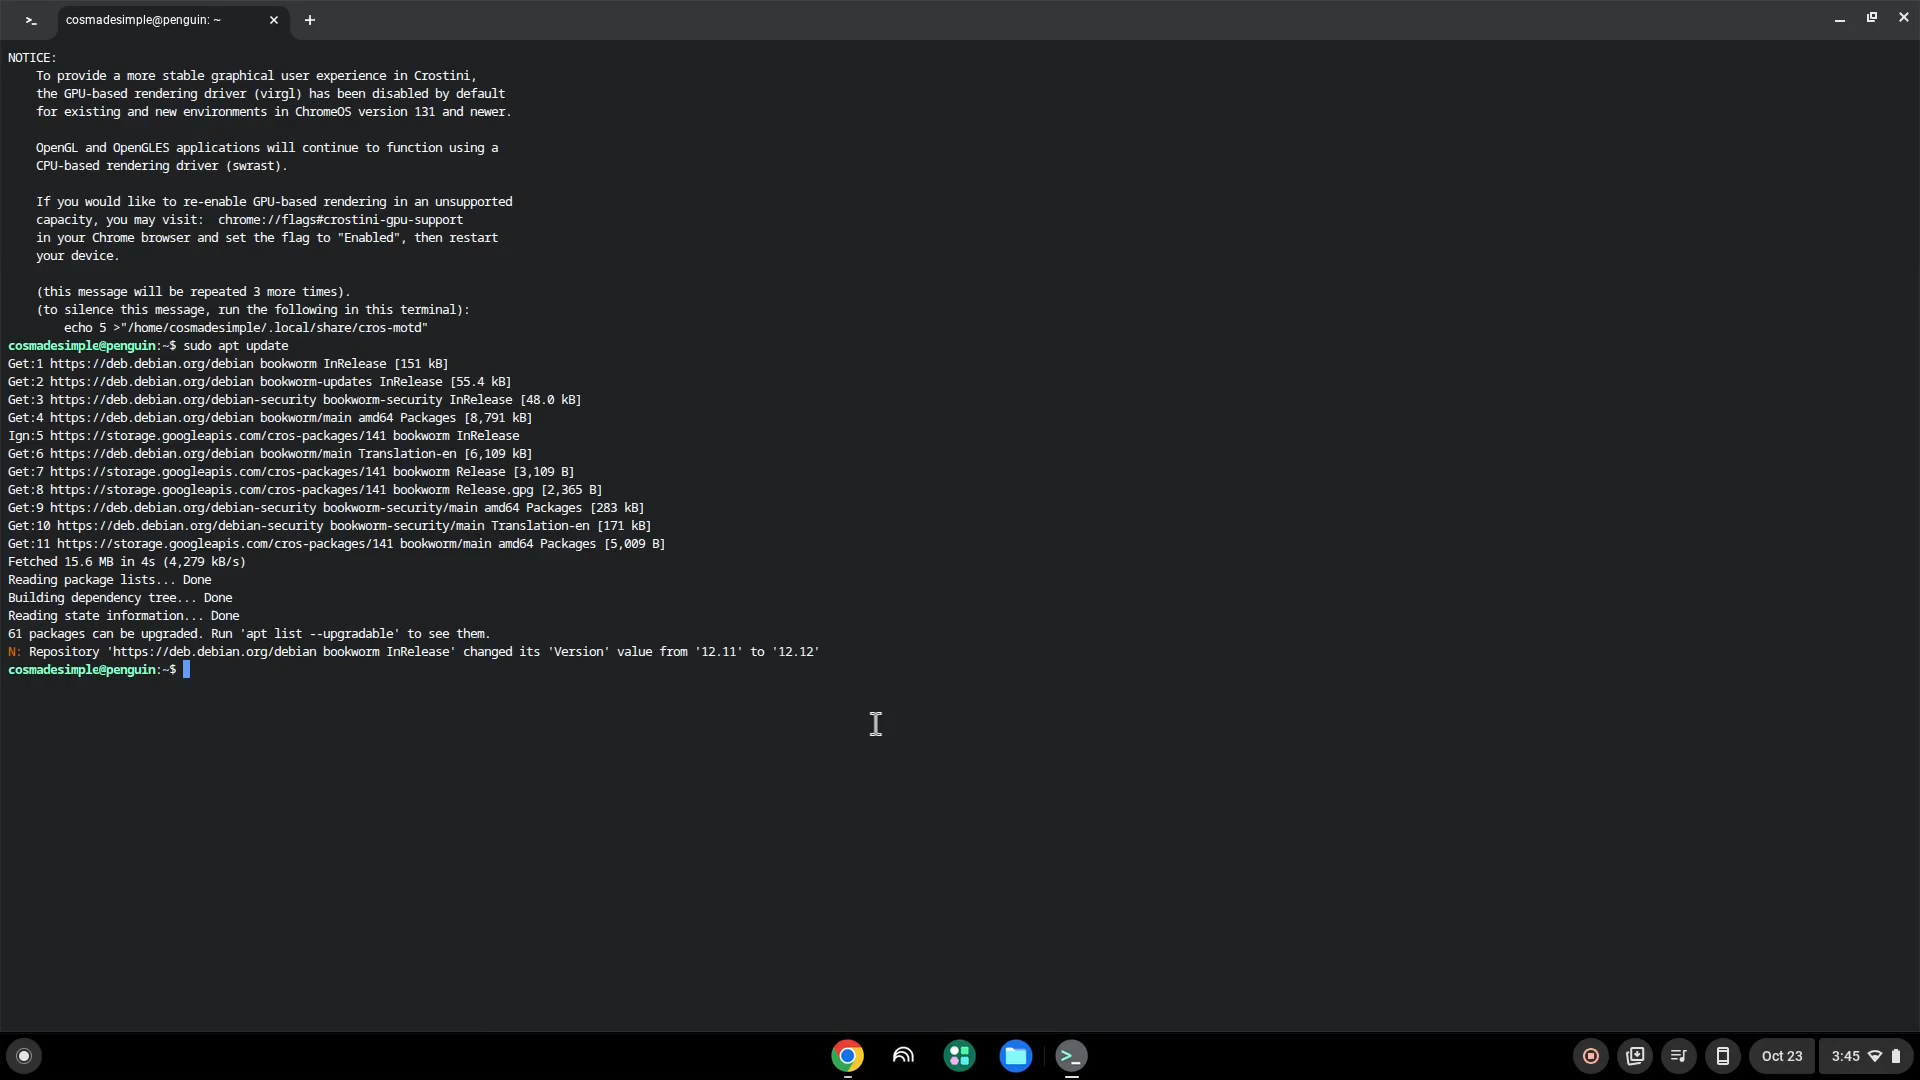 cosmadesimple@penguin: ~
NOTICE:
    To provide a more stable graphical user experience in Crostini,
    the GPU-based rendering driver (virgl) has been disabled by default
    for existing and new environments in ChromeOS version 131 and newer.

    OpenGL and OpenGLES applications will continue to function using a
    CPU-based rendering driver (swrast).

    If you would like to re-enable GPU-based rendering in an unsupported
    capacity, you may visit:  chrome://flags#crostini-gpu-support
    in your Chrome browser and set the flag to "Enabled", then restart
    your device.

    (this message will be repeated 3 more times).
    (to silence this message, run the following in this terminal):
        echo 5 >"/home/cosmadesimple/.local/share/cros-motd"
cosmadesimple@penguin:~$ sudo apt update
Get:1 https://deb.debian.org/debian bookworm InRelease [151 kB]
Get:2 https://deb.debian.org/debian bookworm-updates InRelease [55.4 kB]
Get:3 https://deb.debian.org/debian-security bookworm-security InRelease [48.0 kB]
Get:4 https://deb.debian.org/debian bookworm/main amd64 Packages [8,791 kB]
Ign:5 https://storage.googleapis.com/cros-packages/141 bookworm InRelease
Get:6 https://deb.debian.org/debian bookworm/main Translation-en [6,109 kB]
Get:7 https://storage.googleapis.com/cros-packages/141 bookworm Release [3,109 B]
Get:8 https://storage.googleapis.com/cros-packages/141 bookworm Release.gpg [2,365 B]
Get:9 https://deb.debian.org/debian-security bookworm-security/main amd64 Packages [283 kB]
Get:10 https://deb.debian.org/debian-security bookworm-security/main Translation-en [171 kB]
Get:11 https://storage.googleapis.com/cros-packages/141 bookworm/main amd64 Packages [5,009 B]
Fetched 15.6 MB in 4s (4,279 kB/s)
Reading package lists... Done
Building dependency tree... Done
Reading state information... Done
61 packages can be upgraded. Run 'apt list --upgradable' to see them.
N: Repository 'https://deb.debian.org/debian bookworm InRelease' changed its 'Version' value from '12.11' to '12.12'
cosmadesimple@penguin:~$
Oct 23 3:45